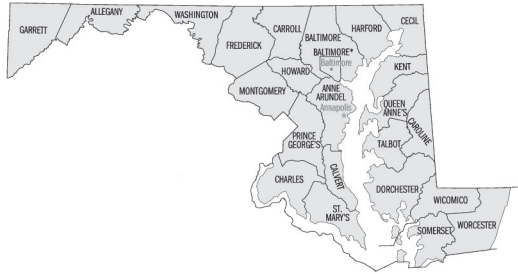 GARRETT
ALLEGANY
WASHINGTON
FREDERICK
CARROLL
BALTIMORE
HARFORD
CECIL
BALTIMORE*
Baltimore
HOWARD
KENT
MONTGOMERY
ANNE
ARUNDEL
Annapolis
QUEEN
ANNE'S
CAROLINE
PRINCE
GEORGE'S
TALBOT
CALVERT
CHARLES
DORCHESTER
ST.
MARY'S
WICOMICO
SOMERSET
WORCESTER